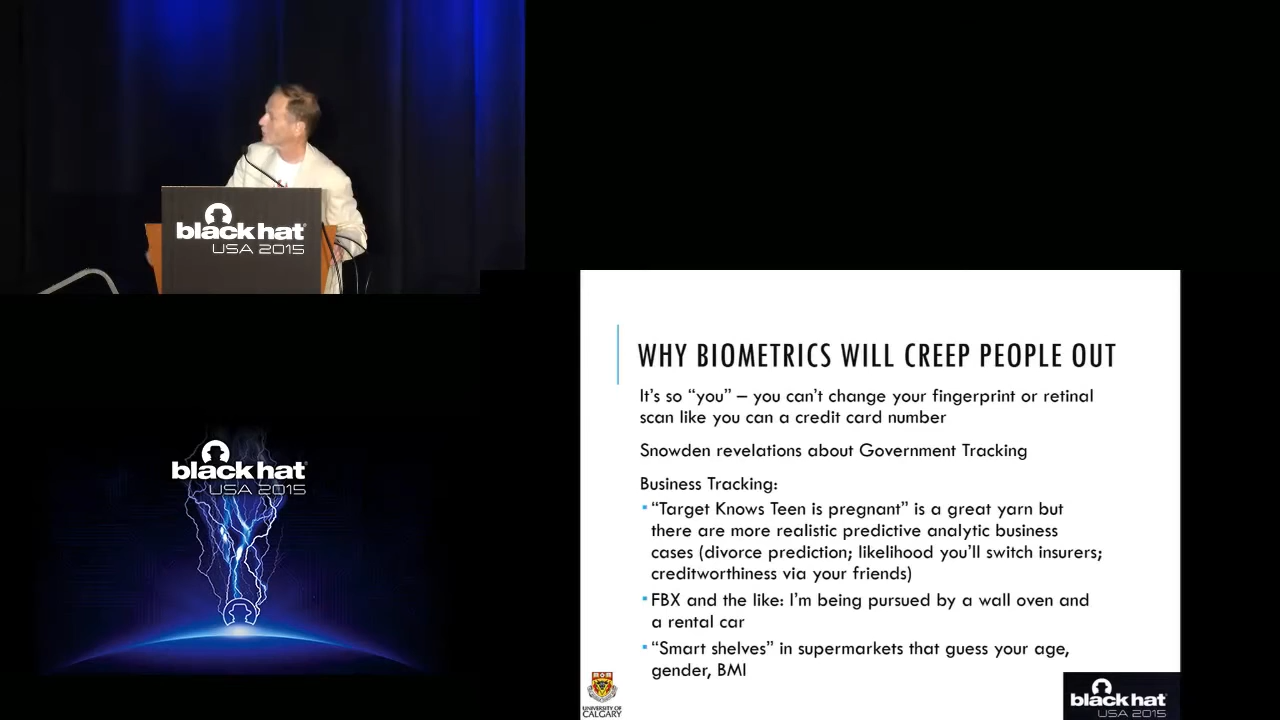 black hat
USA 2015
WHY BIOMETRICS WILL CREEP PEOPLE OUT
It's so “you” – you can't change your fingerprint or retinal
scan like you can a credit card number
Snowden revelations about Government Tracking
Business Tracking:
“Target Knows Teen is pregnant” is a great yarn but
there are more realistic predictive analytic business
cases (divorce prediction; likelihood you'll switch insurers;
creditworthiness via your friends)
FBX and the like: I'm being pursued by a wall oven and
a rental car
“Smart shelves” in supermarkets that guess your age,
gender, BMI
black hat
USA 2015
UNIVERSITY OF
CALGARY
black hat
USA 2015